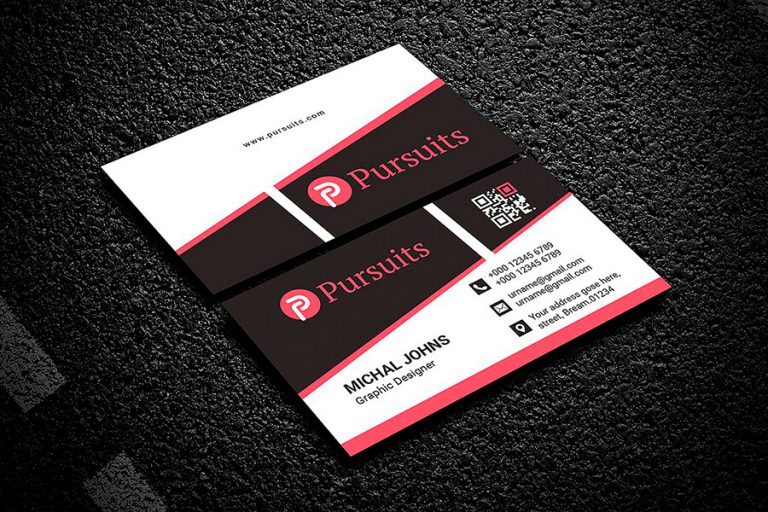 www.pursuits.com
Pursuits
Pursuits
+000 12345 6789
+000 12345 6789
urname@gmail.com
urname@gmail.com
Your address gose here,
street, Bream.01234
MICHAL JOHNS
Graphic Designer